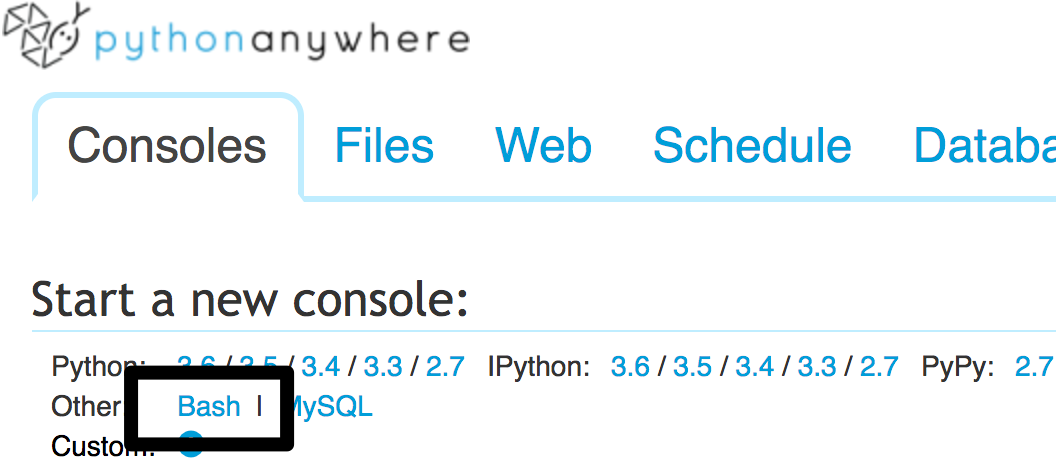 pythonanywhere
Consoles Files Web Schedule Databa
Start a new console:
Python: 3.6 / 3.5 / 3.4 / 3.3 / 2.7 IPython: 3.6 / 3.5 / 3.4 / 3.3 / 2.7 PyPy: 2.7
Other Bash | MySQL
Custom: